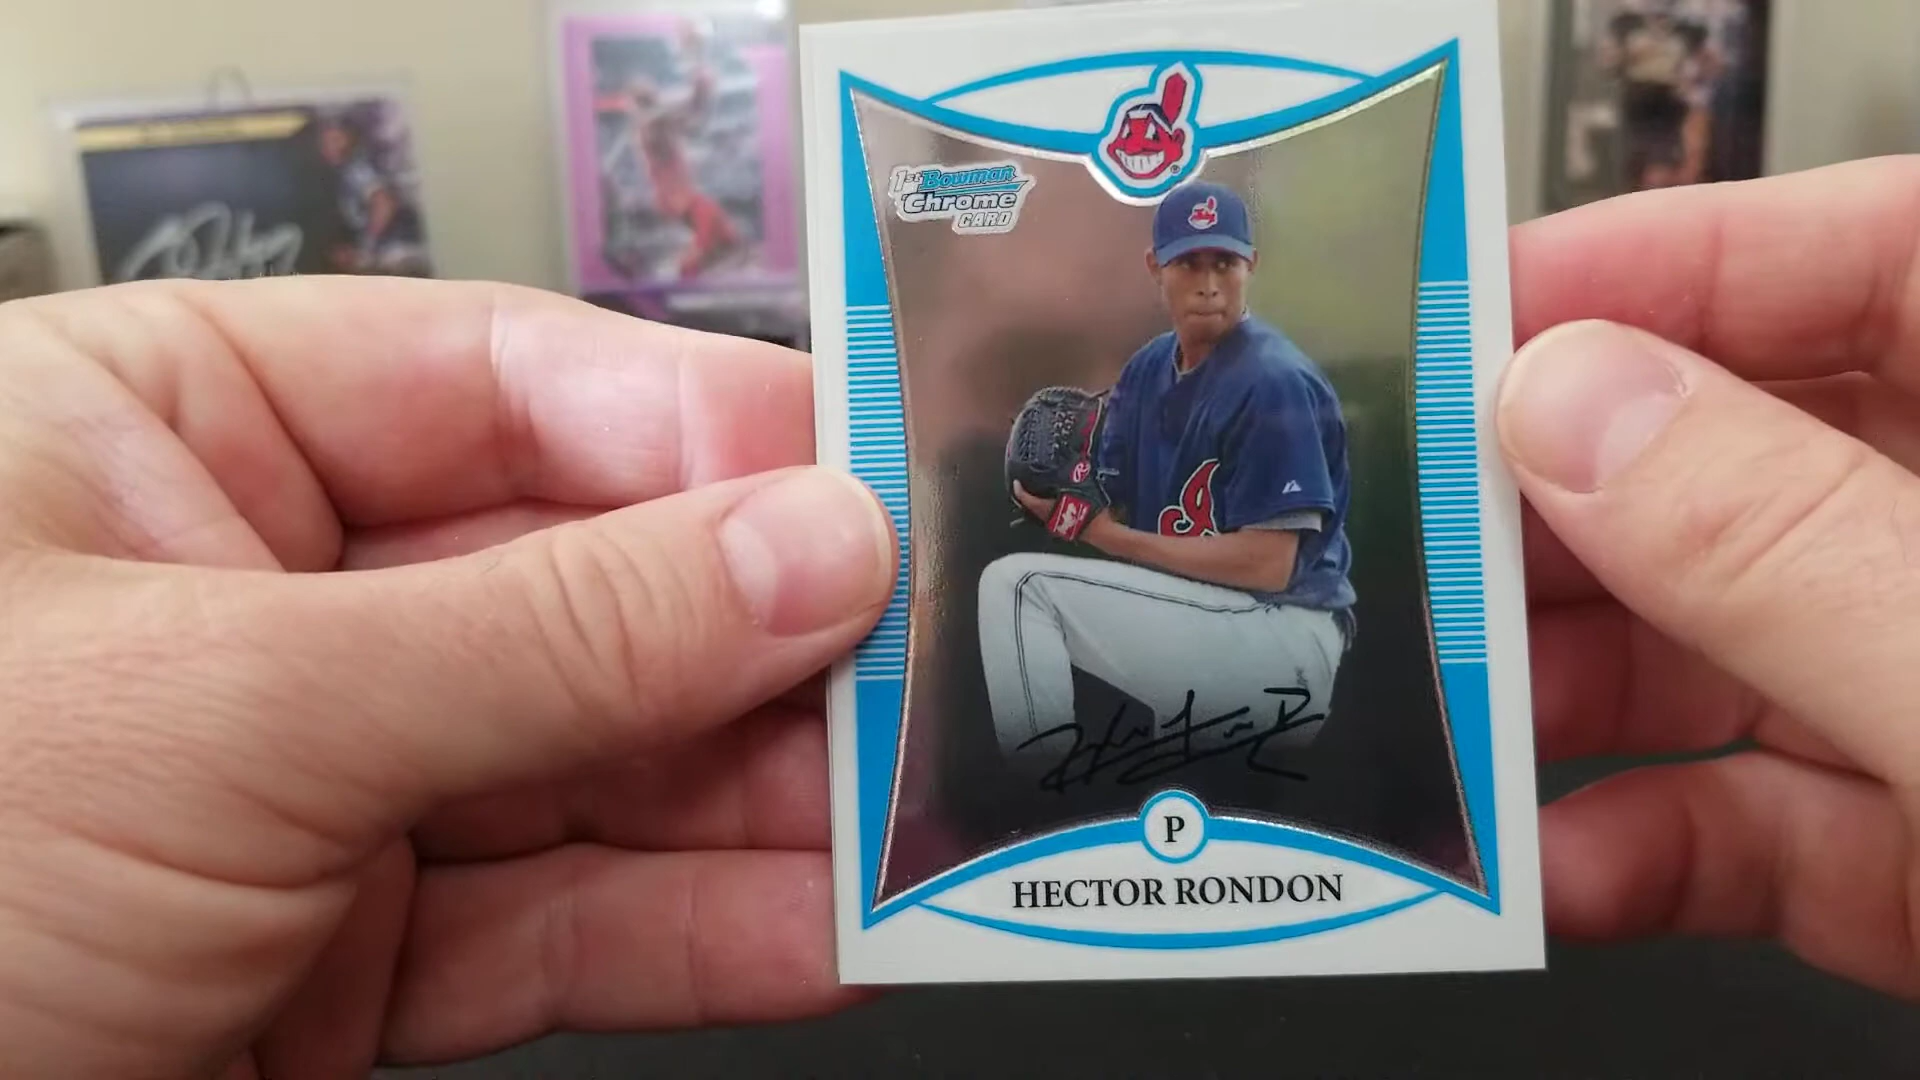 1st Bowman
Chrome
CARD
P
HECTOR RONDON